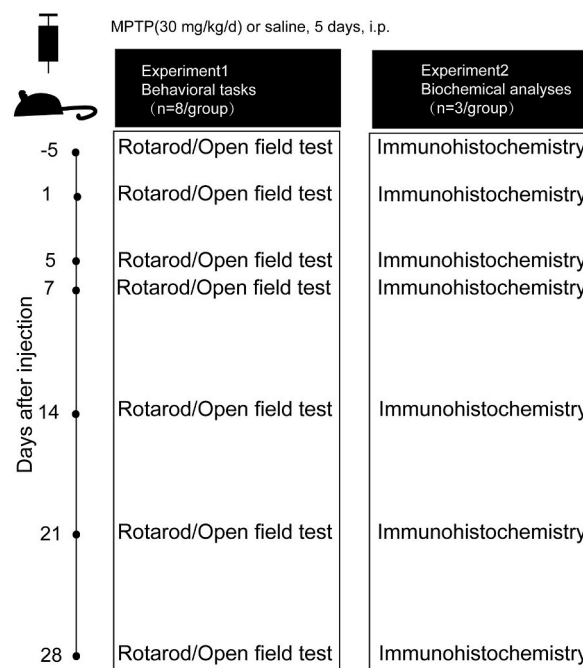 MPTP(30 mg/kg/d) or saline, 5 days, i.p.
Experiment1
Behavioral tasks
(n=8/group)
Experiment2
Biochemical analyses
(n=3/group)
Days after injection
-5 Rotarod/Open field test Immunohistochemistry
1 Rotarod/Open field test Immunohistochemistry
5 Rotarod/Open field test Immunohistochemistry
7 Rotarod/Open field test Immunohistochemistry
14 Rotarod/Open field test Immunohistochemistry
21 Rotarod/Open field test Immunohistochemistry
28 Rotarod/Open field test Immunohistochemistry